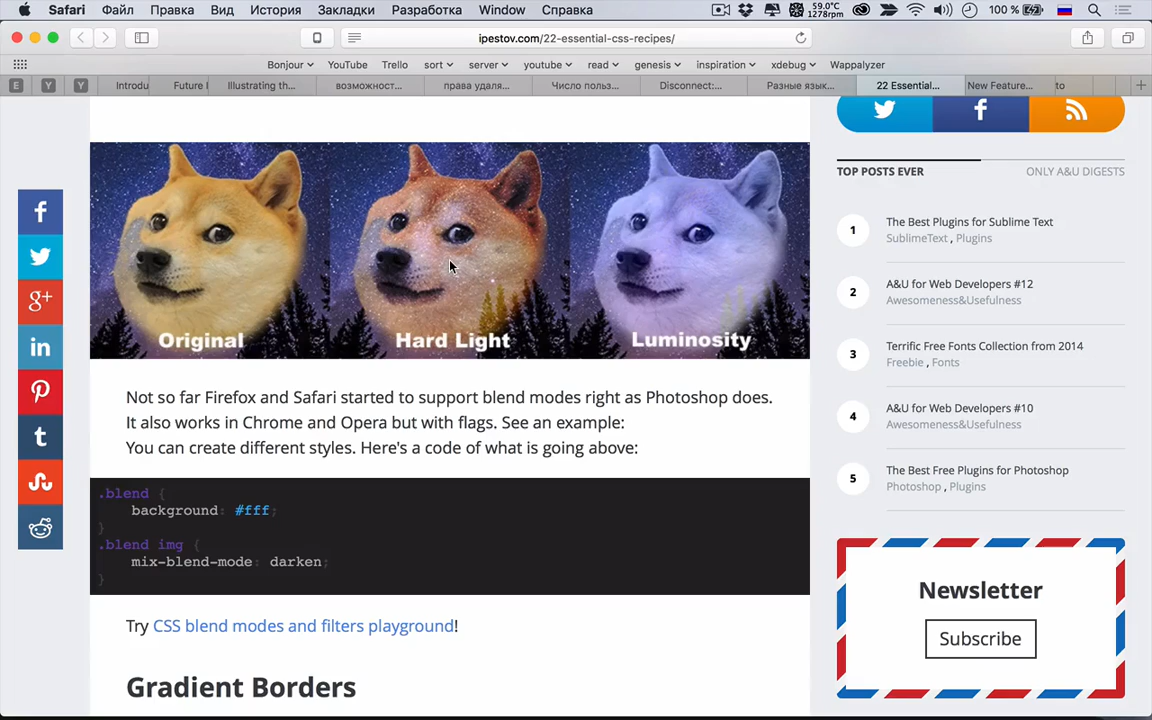 Safari Файл Правка Вид История Закладки Разработка Window Справка 59.0°C 1278rpm 100 %
ipestov.com/22-essential-css-recipes/
Bonjour YouTube Trello sort server youtube read genesis inspiration xdebug Wappalyzer
E Y Y Introdu Future I Illustrating th... возможност... права удаля... Число польз... Disconnect:... Разные язык... 22 Essential... New Feature... to
Original Hard Light Luminosity
Not so far Firefox and Safari started to support blend modes right as Photoshop does.
It also works in Chrome and Opera but with flags. See an example:
You can create different styles. Here's a code of what is going above:
.blend {
background: #fff;
}
.blend img {
mix-blend-mode: darken;
}
Try CSS blend modes and filters playground!
Gradient Borders
f
g+
in
t
f
TOP POSTS EVER ONLY A&U DIGESTS
1 The Best Plugins for Sublime Text
SublimeText , Plugins
2 A&U for Web Developers #12
Awesomeness&Usefulness
3 Terrific Free Fonts Collection from 2014
Freebie , Fonts
4 A&U for Web Developers #10
Awesomeness&Usefulness
5 The Best Free Plugins for Photoshop
Photoshop , Plugins
Newsletter
Subscribe